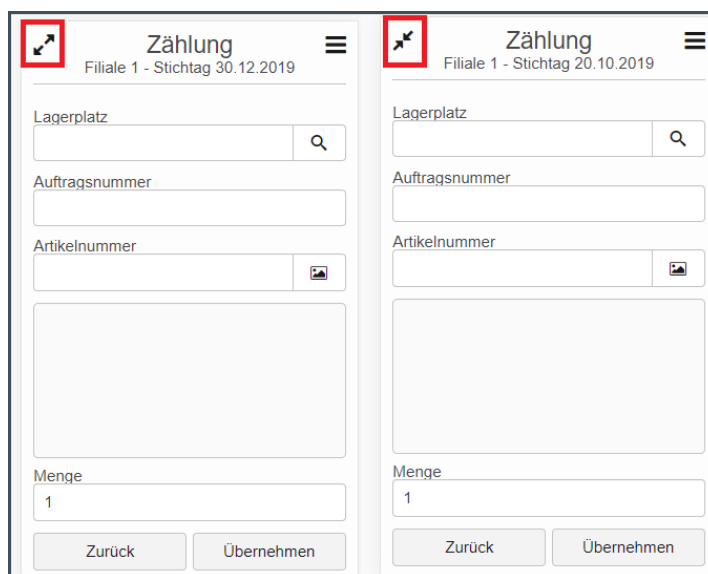 Zählung
Filiale 1 - Stichtag 30.12.2019
Lagerplatz
Auftragsnummer
Artikelnummer
Menge
1
Zurück
Übernehmen
Zählung
Filiale 1 - Stichtag 20.10.2019
Lagerplatz
Auftragsnummer
Artikelnummer
Menge
1
Zurück
Übernehmen